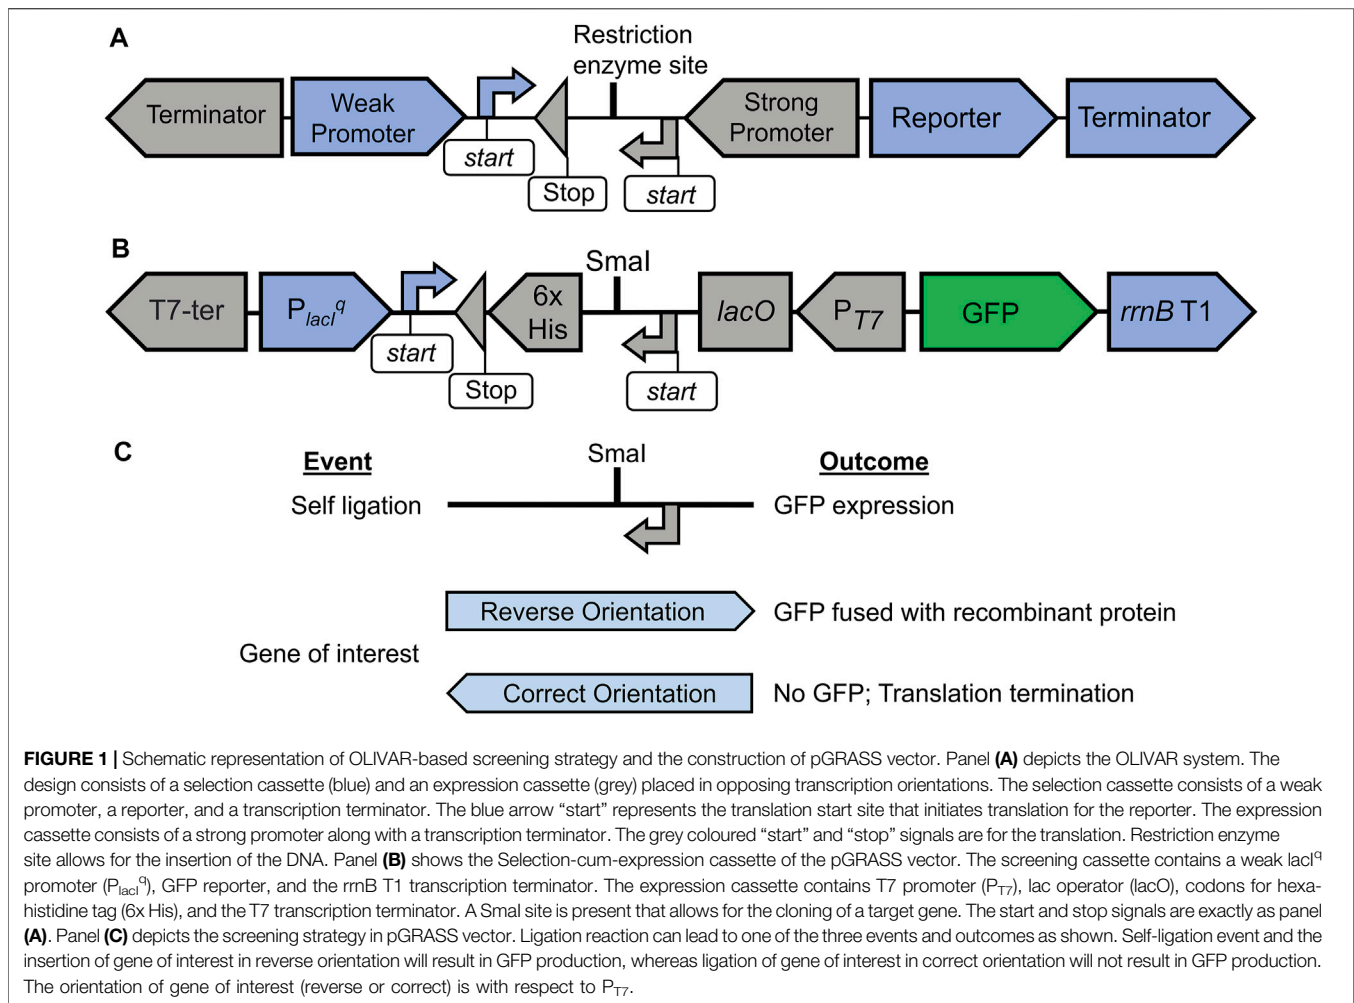 A
Restriction
enzyme site
Terminator
Weak
Promoter
Strong
Promoter
Reporter
Terminator
start
Stop
start
B
SmaI
T7-ter
PlacIq
6x
His
lacO
PT7
GFP
rrnB T1
start
Stop
start
C
Event
SmaI
Outcome
Self ligation
GFP expression
Reverse Orientation
GFP fused with recombinant protein
Gene of interest
Correct Orientation
No GFP; Translation termination
FIGURE 1 | Schematic representation of OLIVAR-based screening strategy and the construction of pGRASS vector. Panel (A) depicts the OLIVAR system. The
design consists of a selection cassette (blue) and an expression cassette (grey) placed in opposing transcription orientations. The selection cassette consists of a weak
promoter, a reporter, and a transcription terminator. The blue arrow “start” represents the translation start site that initiates translation for the reporter. The expression
cassette consists of a strong promoter along with a transcription terminator. The grey coloured “start” and “stop” signals are for the translation. Restriction enzyme
site allows for the insertion of the DNA. Panel (B) shows the Selection-cum-expression cassette of the pGRASS vector. The screening cassette contains a weak lacIq
promoter (PlacIq), GFP reporter, and the rrnB T1 transcription terminator. The expression cassette contains T7 promoter (PT7), lac operator (lacO), codons for hexa-
histidine tag (6x His), and the T7 transcription terminator. A SmaI site is present that allows for the cloning of a target gene. The start and stop signals are exactly as panel
(A). Panel (C) depicts the screening strategy in pGRASS vector. Ligation reaction can lead to one of the three events and outcomes as shown. Self-ligation event and the
insertion of gene of interest in reverse orientation will result in GFP production, whereas ligation of gene of interest in correct orientation will not result in GFP production.
The orientation of gene of interest (reverse or correct) is with respect to PT7.